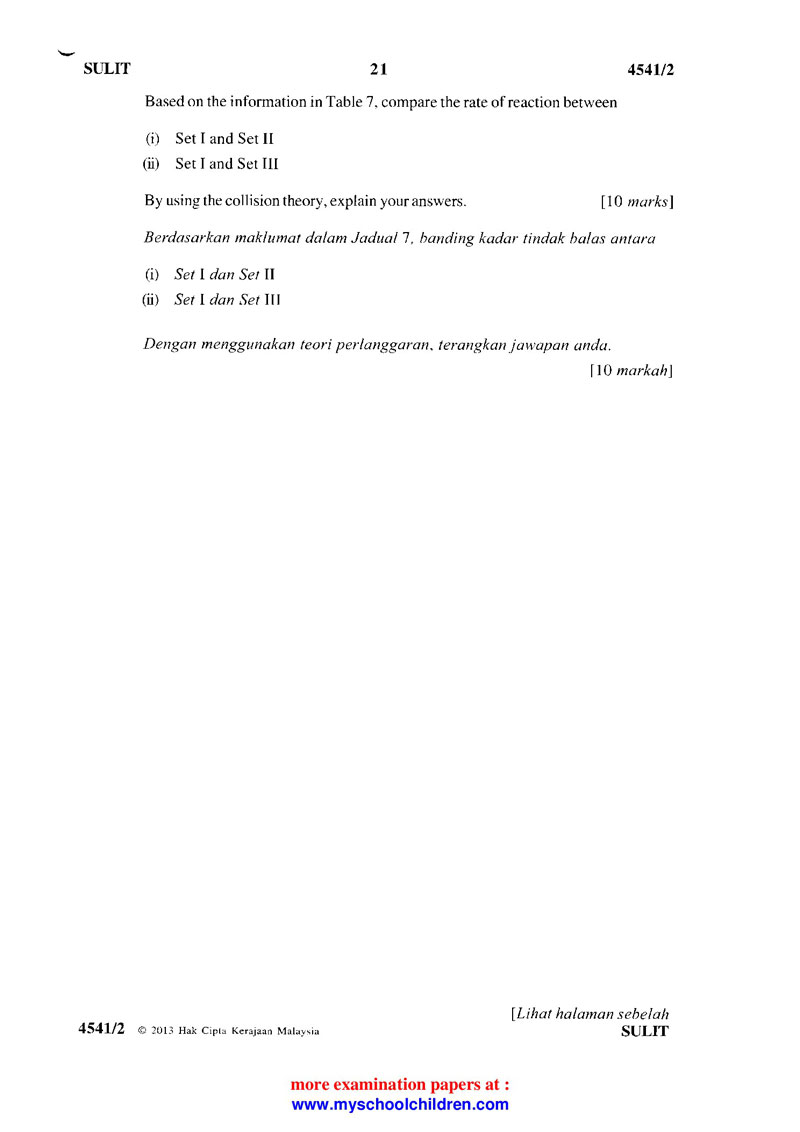 SULIT 21 4541/2
Based on the information in Table 7, compare the rate of reaction between
(i) Set I and Set II
(ii) Set I and Set III
By using the collision theory, explain your answers. [10 marks]
Berdasarkan maklumat dalam Jadual 7, banding kadar tindak balas antara
(i) Set I dan Set II
(ii) Set I dan Set III
Dengan menggunakan teori perlanggaran, terangkan jawapan anda.
[10 markah]
[Lihat halaman sebelah
4541/2 © 2013 Hak Cipta Kerajaan Malaysia SULIT
more examination papers at :
www.myschoolchildren.com